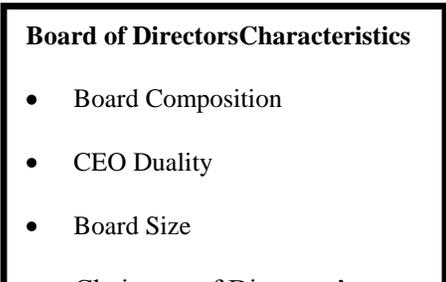 Board of DirectorsCharacteristics
• Board Composition
• CEO Duality
• Board Size